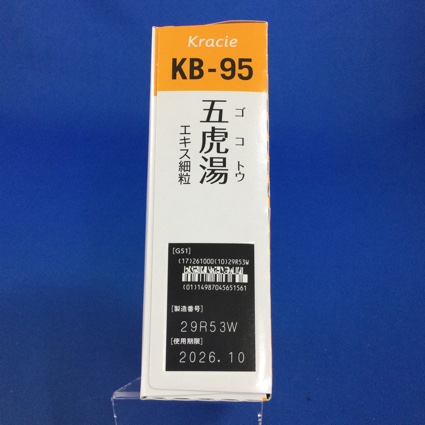 Kracie
KB-95
五虎湯
ゴコトウ
エキス細粒
[GS1]
(17)261000(10)29R53W
(01)14987045651561
[製造番号]
29R53W
[使用期限]
2026.10